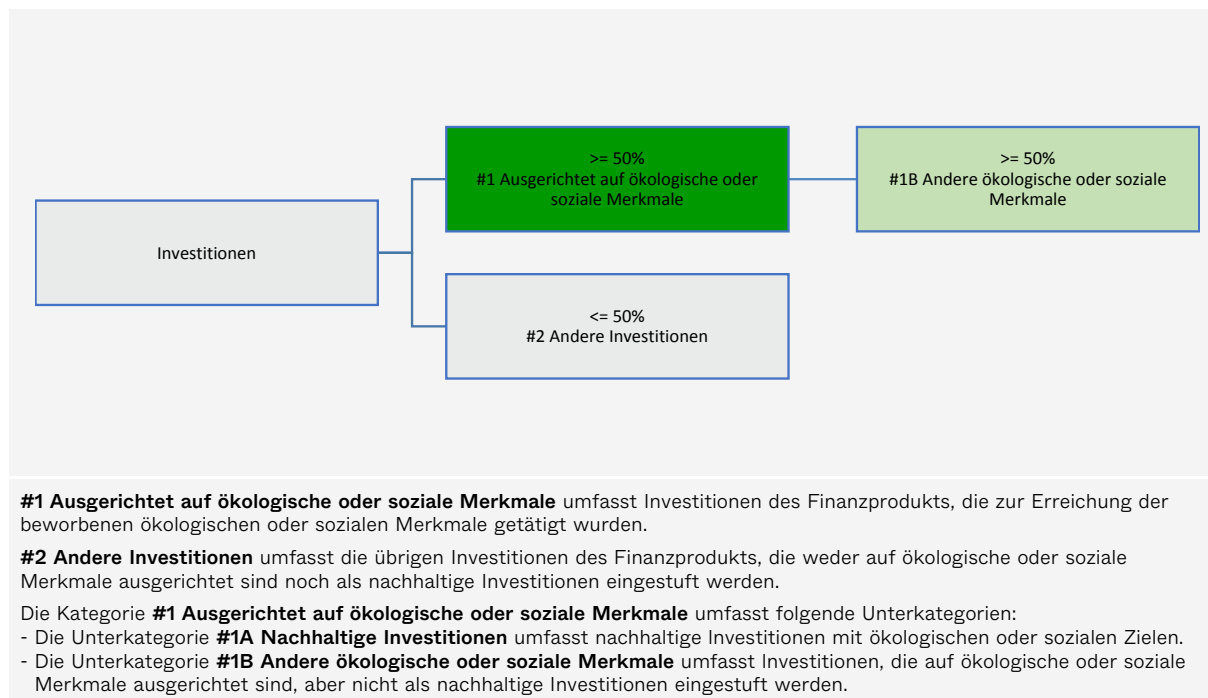 >= 50%
#1 Ausgerichtet auf ökologische oder
soziale Merkmale
>= 50%
#1B Andere ökologische oder soziale
Merkmale
Investitionen
<= 50%
#2 Andere Investitionen
#1 Ausgerichtet auf ökologische oder soziale Merkmale umfasst Investitionen des Finanzprodukts, die zur Erreichung der
beworbenen ökologischen oder sozialen Merkmale getätigt wurden.
#2 Andere Investitionen umfasst die übrigen Investitionen des Finanzprodukts, die weder auf ökologische oder soziale
Merkmale ausgerichtet sind noch als nachhaltige Investitionen eingestuft werden.
Die Kategorie #1 Ausgerichtet auf ökologische oder soziale Merkmale umfasst folgende Unterkategorien:
- Die Unterkategorie #1A Nachhaltige Investitionen umfasst nachhaltige Investitionen mit ökologischen oder sozialen Zielen.
- Die Unterkategorie #1B Andere ökologische oder soziale Merkmale umfasst Investitionen, die auf ökologische oder soziale
Merkmale ausgerichtet sind, aber nicht als nachhaltige Investitionen eingestuft werden.